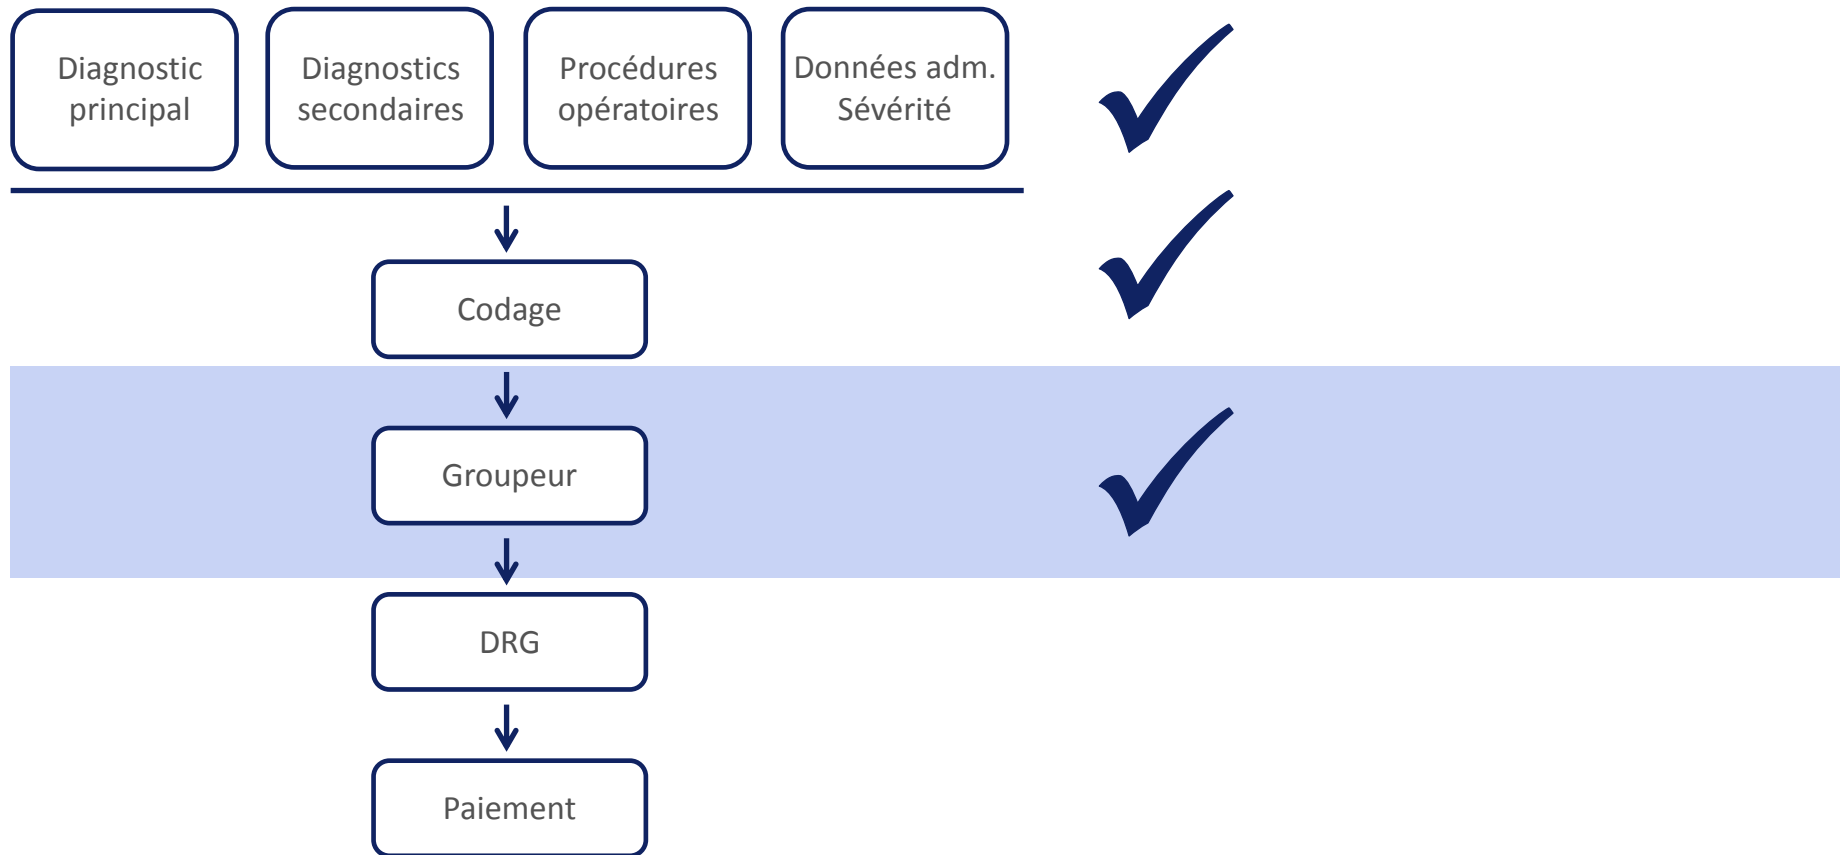 Diagnostic
principal
Diagnostics
secondaires
Procédures
opératoires
Données adm.
Sévérité
Codage
Groupeur
DRG
Paiement